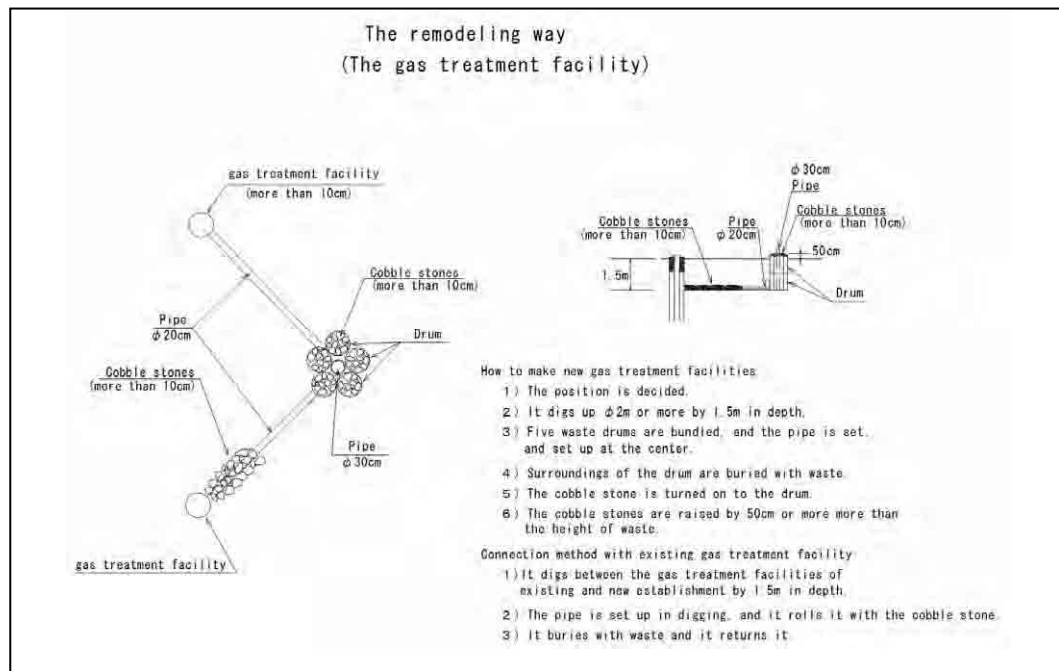 The remodeling way
(The gas treatment facility)
gas treatment facility
(more than 10cm)
Cobble stones
(more than 10cm)
Pipe
φ20cm
Drum
Cobble stones
(more than 10cm)
Pipe
φ30cm
gas treatment facility
φ30cm
Pipe
Cobble stones
(more than 10cm)
Pipe
φ20cm
Cobble stones
(more than 10cm)
50cm
1.5m
Drum
How to make new gas treatment facilities
1) The position is decided.
2) It digs up φ2m or more by 1.5m in depth.
3) Five waste drums are bundled, and the pipe is set,
and set up at the center.
4) Surroundings of the drum are buried with waste.
5) The cobble stone is turned on to the drum.
6) The cobble stones are raised by 50cm or more more than
the height of waste.
Connection method with existing gas treatment facility
1)It digs between the gas treatment facilities of
existing and new establishment by 1.5m in depth.
2) The pipe is set up in digging, and it rolls it with the cobble stone.
3) It buries with waste and it returns it